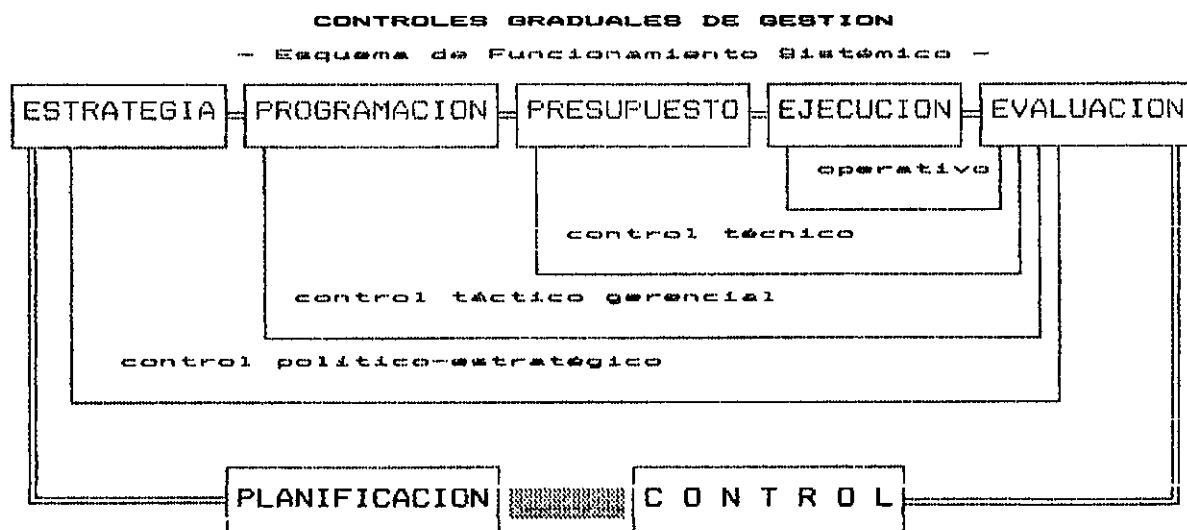 CONTROLES GRADUALES DE GESTION
- Esquema de Funcionamiento Sistémico -
ESTRATEGIA PROGRAMACION PRESUPUESTO EJECUCION EVALUACION
operativo
control técnico
control táctico gerencial
control político-estratégico
PLANIFICACION C O N T R O L